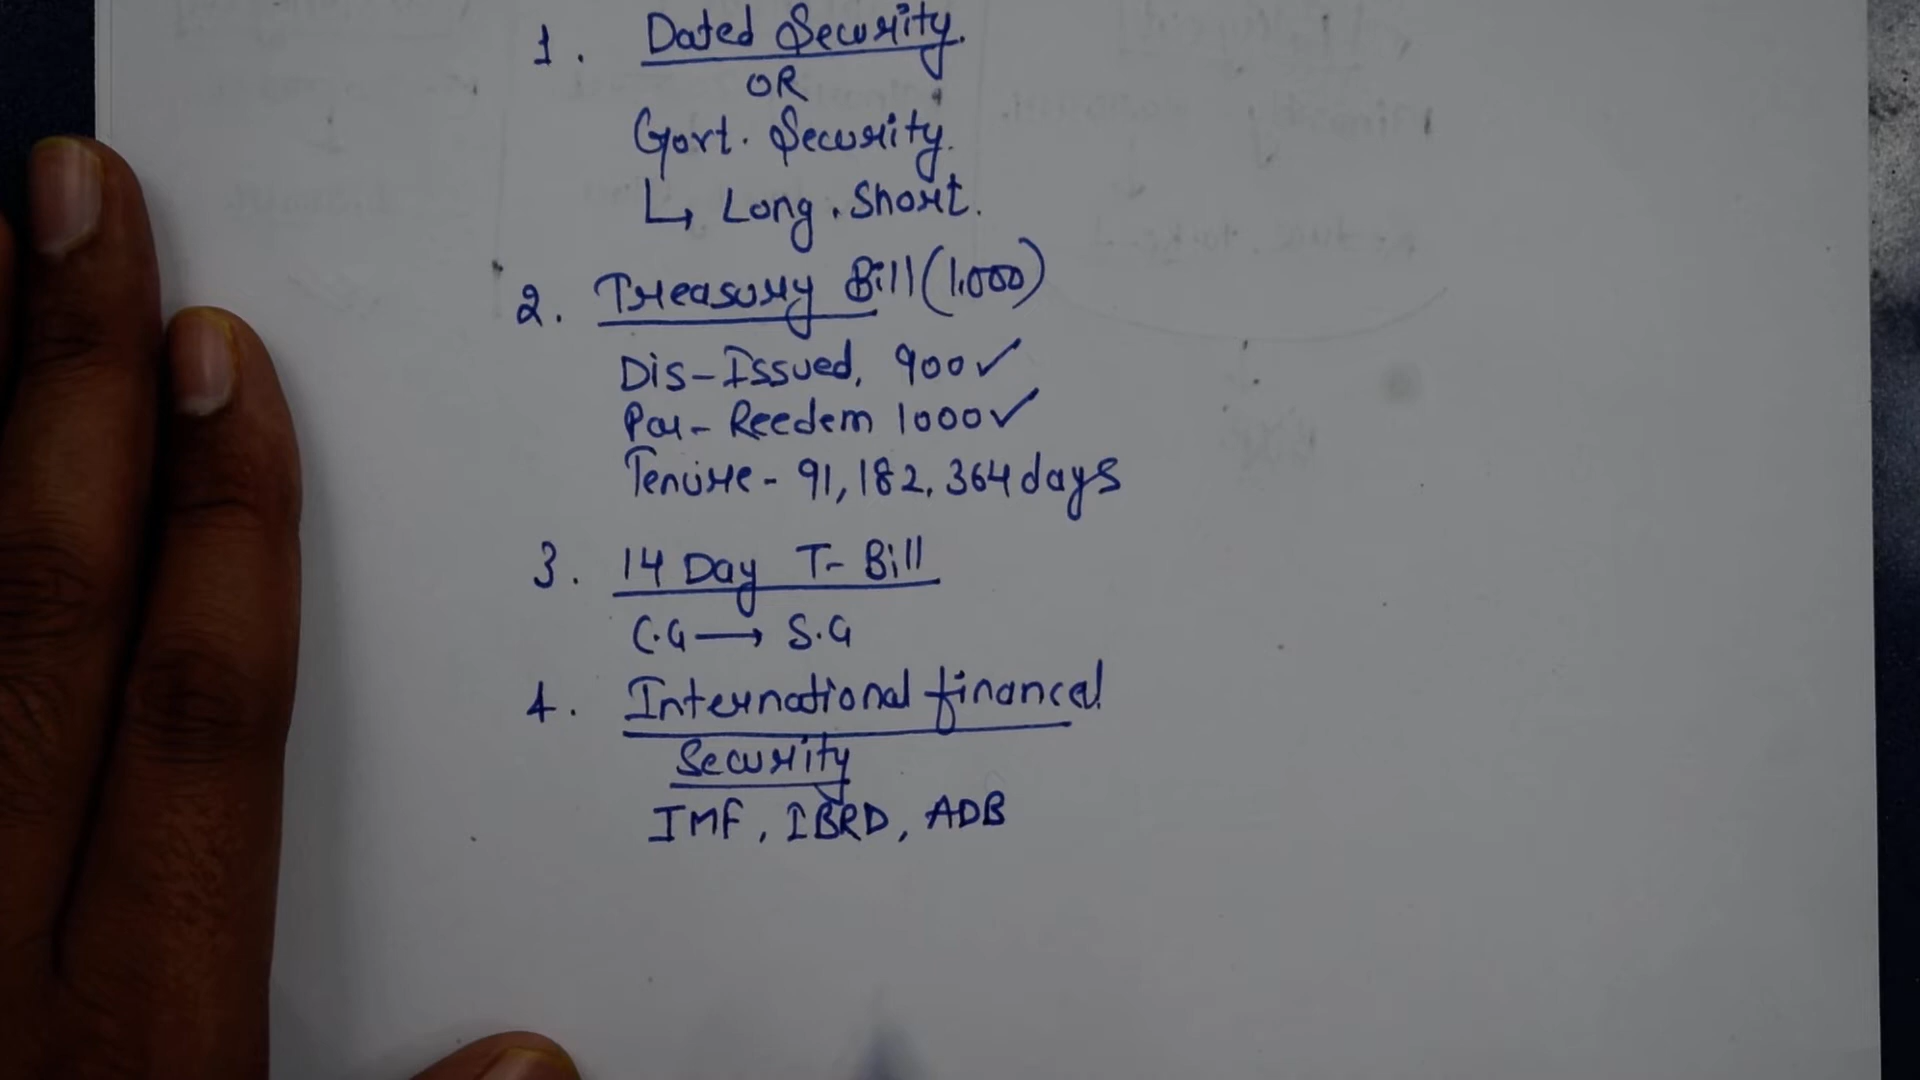 1. Dated Security.
OR
Govt. Security.
↳ Long, Short.
2. Treasury Bill (1,000)
Dis-Issued, 900✓
Par- Reedem 1000✓
Tenure - 91, 182, 364 days
3. 14 Day T- Bill
C.G → S.G
4. International financal
Security
IMF, IBRD, ADB